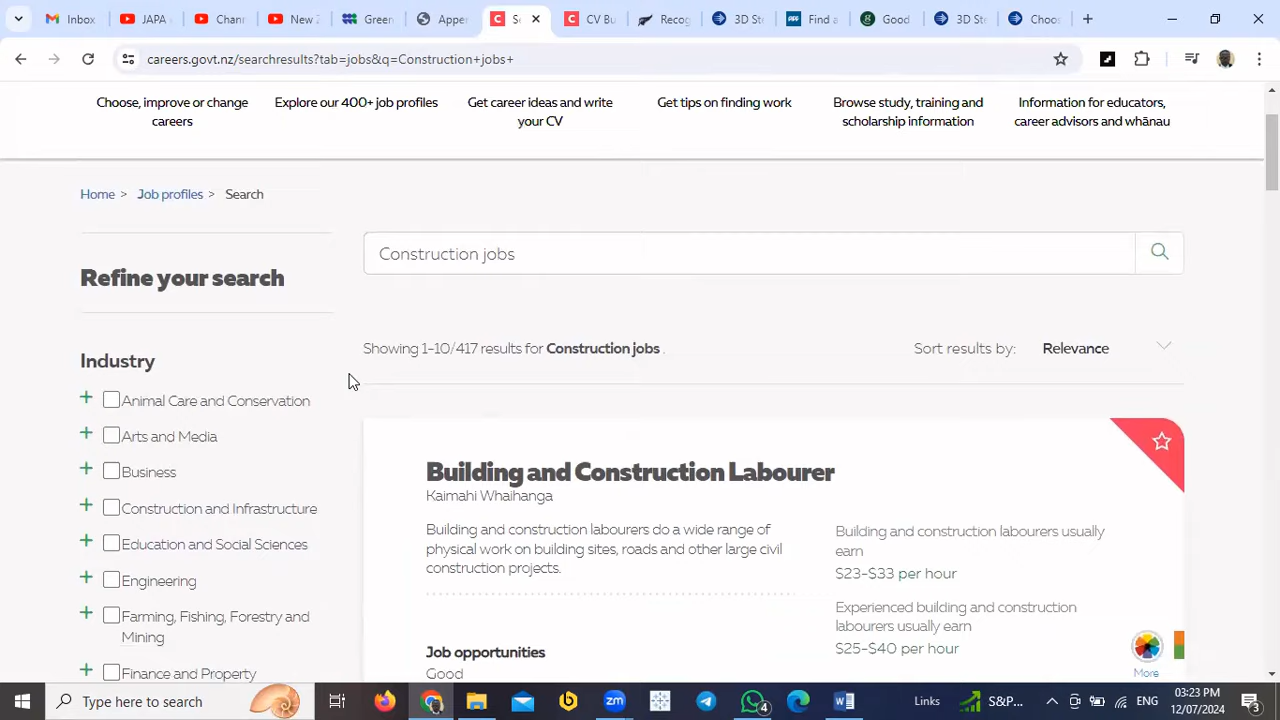 Inbox
JAPA
Chann
New Z
Green
Apper
Se
CV Bu
Recog
3D Ste
Find a
Good
3D Ste
Choo
careers.govt.nz/searchresults?tab=jobs&q=Construction+jobs+
Choose, improve or change careers
Explore our 400+ job profiles
Get career ideas and write your CV
Get tips on finding work
Browse study, training and scholarship information
Information for educators, career advisors and whānau
Home > Job profiles > Search
Construction jobs
Refine your search
Showing 1-10/417 results for Construction jobs .
Sort results by: Relevance
Industry
Animal Care and Conservation
Arts and Media
Business
Construction and Infrastructure
Education and Social Sciences
Engineering
Farming, Fishing, Forestry and
Mining
Finance and Property
Building and Construction Labourer
Kaimahi Whaihanga
Building and construction labourers do a wide range of
physical work on building sites, roads and other large civil
construction projects.
Job opportunities
Good
Building and construction labourers usually
earn
$23-$33 per hour
Experienced building and construction
labourers usually earn
$25-$40 per hour
More
Type here to search
4
Links
S&P...
ENG
03:23 PM
12/07/2024
3